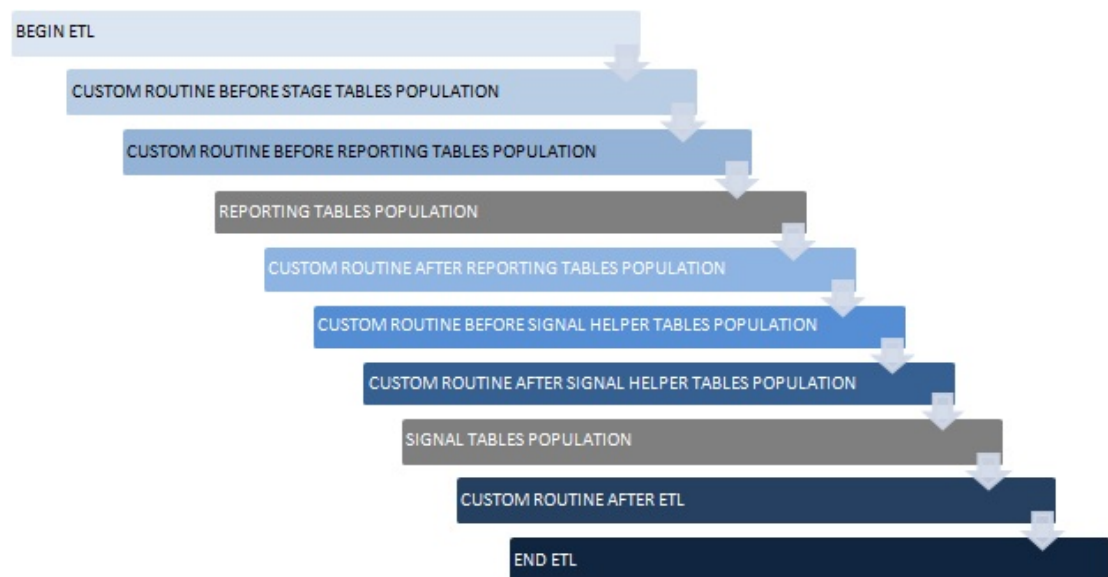 BEGIN ETL
CUSTOM ROUTINE BEFORE STAGE TABLES POPULATION
CUSTOM ROUTINE BEFORE REPORTING TABLES POPULATION
REPORTING TABLES POPULATION
CUSTOM ROUTINE AFTER REPORTING TABLES POPULATION
CUSTOM ROUTINE BEFORE SIGNAL HELPER TABLES POPULATION
CUSTOM ROUTINE AFTER SIGNAL HELPER TABLES POPULATION
SIGNAL TABLES POPULATION
CUSTOM ROUTINE AFTER ETL
END ETL